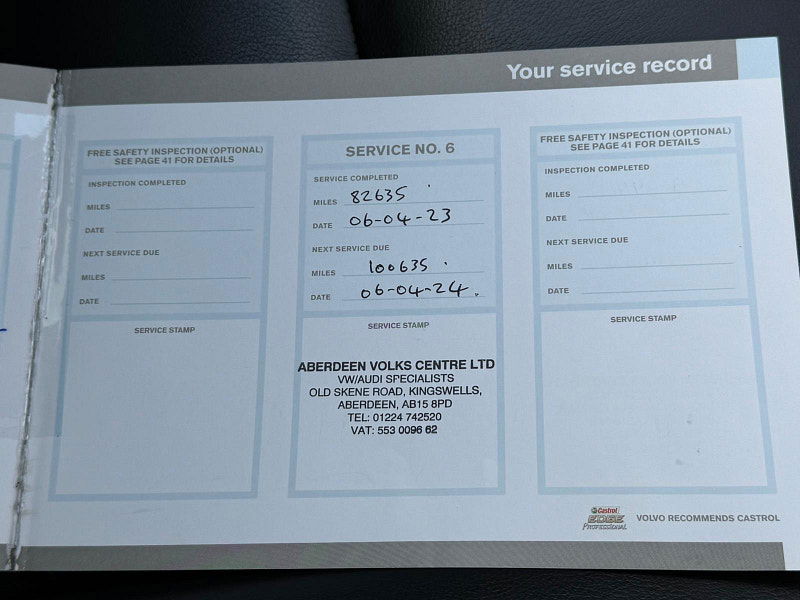 Your service record
FREE SAFETY INSPECTION (OPTIONAL)
SEE PAGE 41 FOR DETAILS
INSPECTION COMPLETED
MILES
DATE
NEXT SERVICE DUE
MILES
DATE
SERVICE STAMP
SERVICE NO. 6
SERVICE COMPLETED
MILES 82635
DATE 06-04-23
NEXT SERVICE DUE
MILES 100635
DATE 06-04-24
SERVICE STAMP
ABERDEEN VOLKS CENTRE LTD
VW/AUDI SPECIALISTS
OLD SKENE ROAD, KINGSWELLS,
ABERDEEN, AB15 8PD
TEL: 01224 742520
VAT: 553 0096 62
FREE SAFETY INSPECTION (OPTIONAL)
SEE PAGE 41 FOR DETAILS
INSPECTION COMPLETED
MILES
DATE
NEXT SERVICE DUE
MILES
DATE
SERVICE STAMP
Castrol
EDGE
PROFESSIONAL
VOLVO RECOMMENDS CASTROL